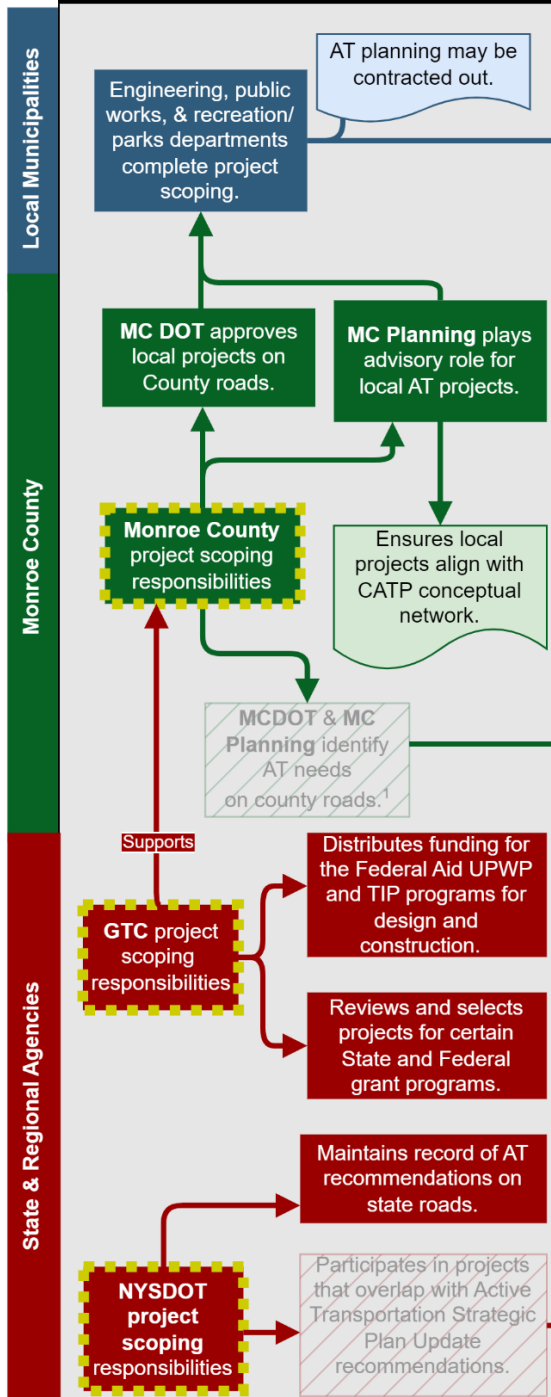 Local Municipalities
AT planning may be
contracted out.
Engineering, public
works, & recreation/
parks departments
complete project
scoping.
Monroe County
MC DOT approves
local projects on
County roads.
MC Planning plays
advisory role for
local AT projects.
Monroe County
project scoping
responsibilities
Ensures local
projects align with
CATP conceptual
network.
MCDOT & MC
Planning identify
AT needs
on county roads.¹
State & Regional Agencies
Supports
GTC project
scoping
responsibilities
Distributes funding for
the Federal Aid UPWP
and TIP programs for
design and
construction.
Reviews and selects
projects for certain
State and Federal
grant programs.
Maintains record of AT
recommendations on
state roads.
NYSDOT
project
scoping
responsibilities
Participates in projects
that overlap with Active
Transportation Strategic
Plan Update
recommendations.